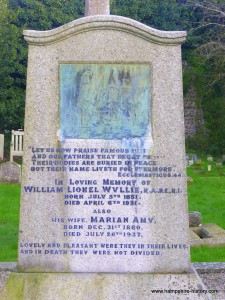 LET US NOW PRAISE FAMOUS
AND OUR FATHERS THAT BEGAT
THEIR BODIES ARE BURIED IN PEACE
BUT THEIR NAME LIVETH FOR EVERMORE.
ECCLESIASTICUS. 44
IN LOVING MEMORY OF
WILLIAM LIONEL WYLLIE, R.A., R.E., R.I.
BORN JULY 5TH 1851.
DIED APRIL 6TH 1931.
ALSO
HIS WIFE, MARIAN AMY,
BORN DEC. 31ST 1860.
DIED JULY 1937.
LOVELY AND PLEASANT WERE THEY IN THEIR LIVES,
AND IN DEATH THEY WERE NOT DIVIDED.
www.hampshire-history.com